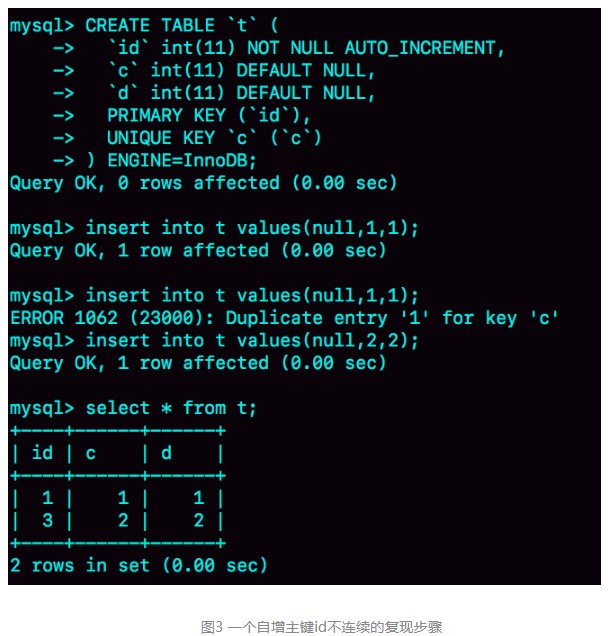 mysql> CREATE TABLE `t` (
    ->   `id` int(11) NOT NULL AUTO_INCREMENT,
    ->   `c` int(11) DEFAULT NULL,
    ->   `d` int(11) DEFAULT NULL,
    ->   PRIMARY KEY (`id`),
    ->   UNIQUE KEY `c` (`c`)
    -> ) ENGINE=InnoDB;
Query OK, 0 rows affected (0.00 sec)
mysql> insert into t values(null,1,1);
Query OK, 1 row affected (0.00 sec)
mysql> insert into t values(null,1,1);
ERROR 1062 (23000): Duplicate entry '1' for key 'c'
mysql> insert into t values(null,2,2);
Query OK, 1 row affected (0.00 sec)
mysql> select * from t;
+----+------+------+
| id | c    | d    |
+----+------+------+
|  1 |    1 |    1 |
|  3 |    2 |    2 |
+----+------+------+
2 rows in set (0.00 sec)
图3 一个自增主键id不连续的复现步骤